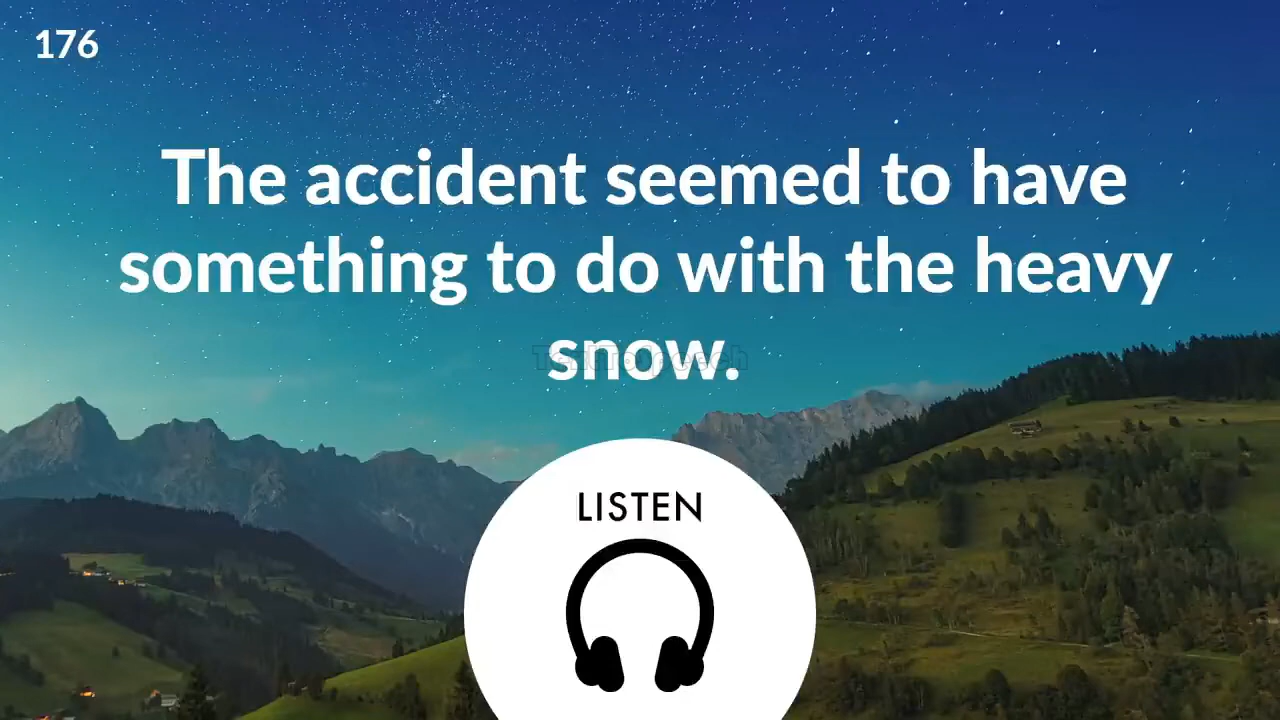 176
The accident seemed to have
something to do with the heavy
snow.
LISTEN